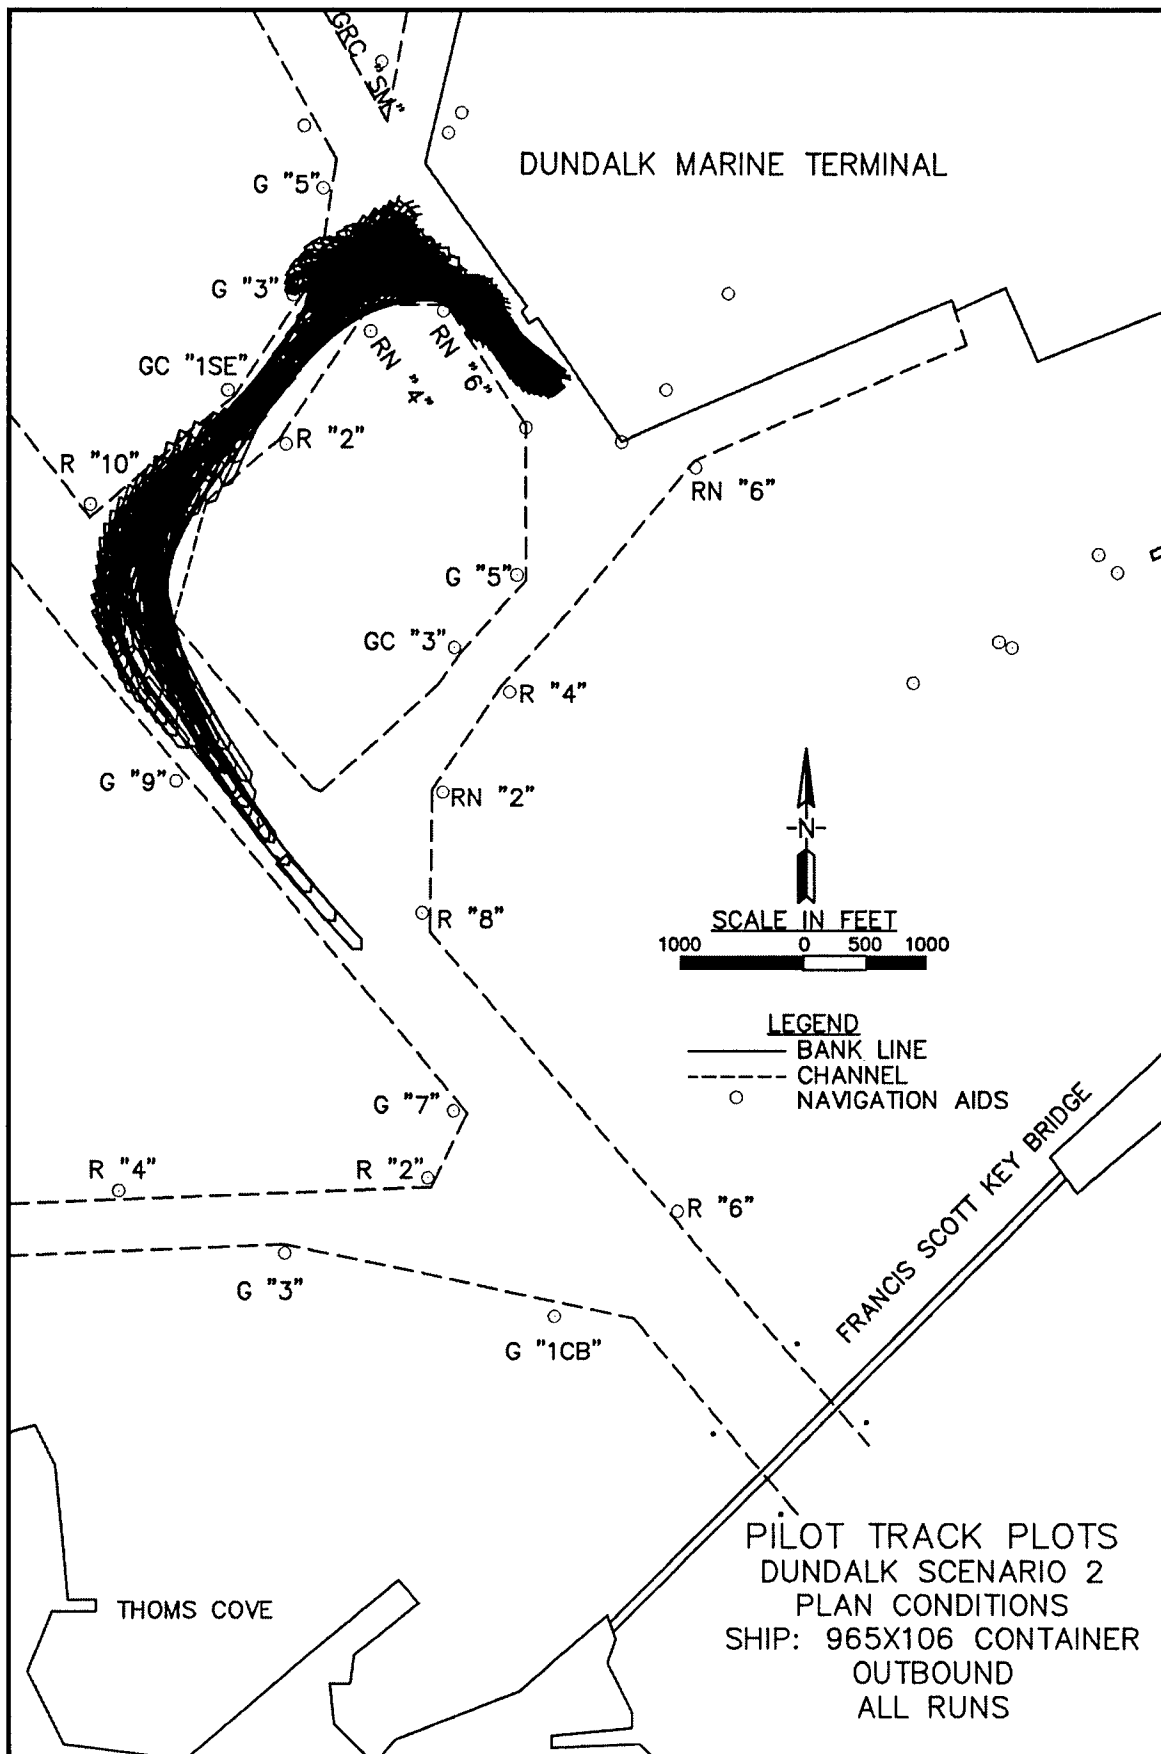 GRC "SM"
DUNDALK MARINE TERMINAL
G "5"
G "3"
RN "4"
RN "6"
GC "1SE"
R "2"
R "10"
RN "6"
G "5"
GC "3"
R "4"
G "9"
RN "2"
-N-
R "8"
SCALE IN FEET
1000 0 500 1000
LEGEND
BANK LINE
CHANNEL
NAVIGATION AIDS
G "7"
R "4"
R "2"
R "6"
FRANCIS SCOTT KEY BRIDGE
G "3"
G "1CB"
THOMS COVE
PILOT TRACK PLOTS
DUNDALK SCENARIO 2
PLAN CONDITIONS
SHIP: 965X106 CONTAINER
OUTBOUND
ALL RUNS